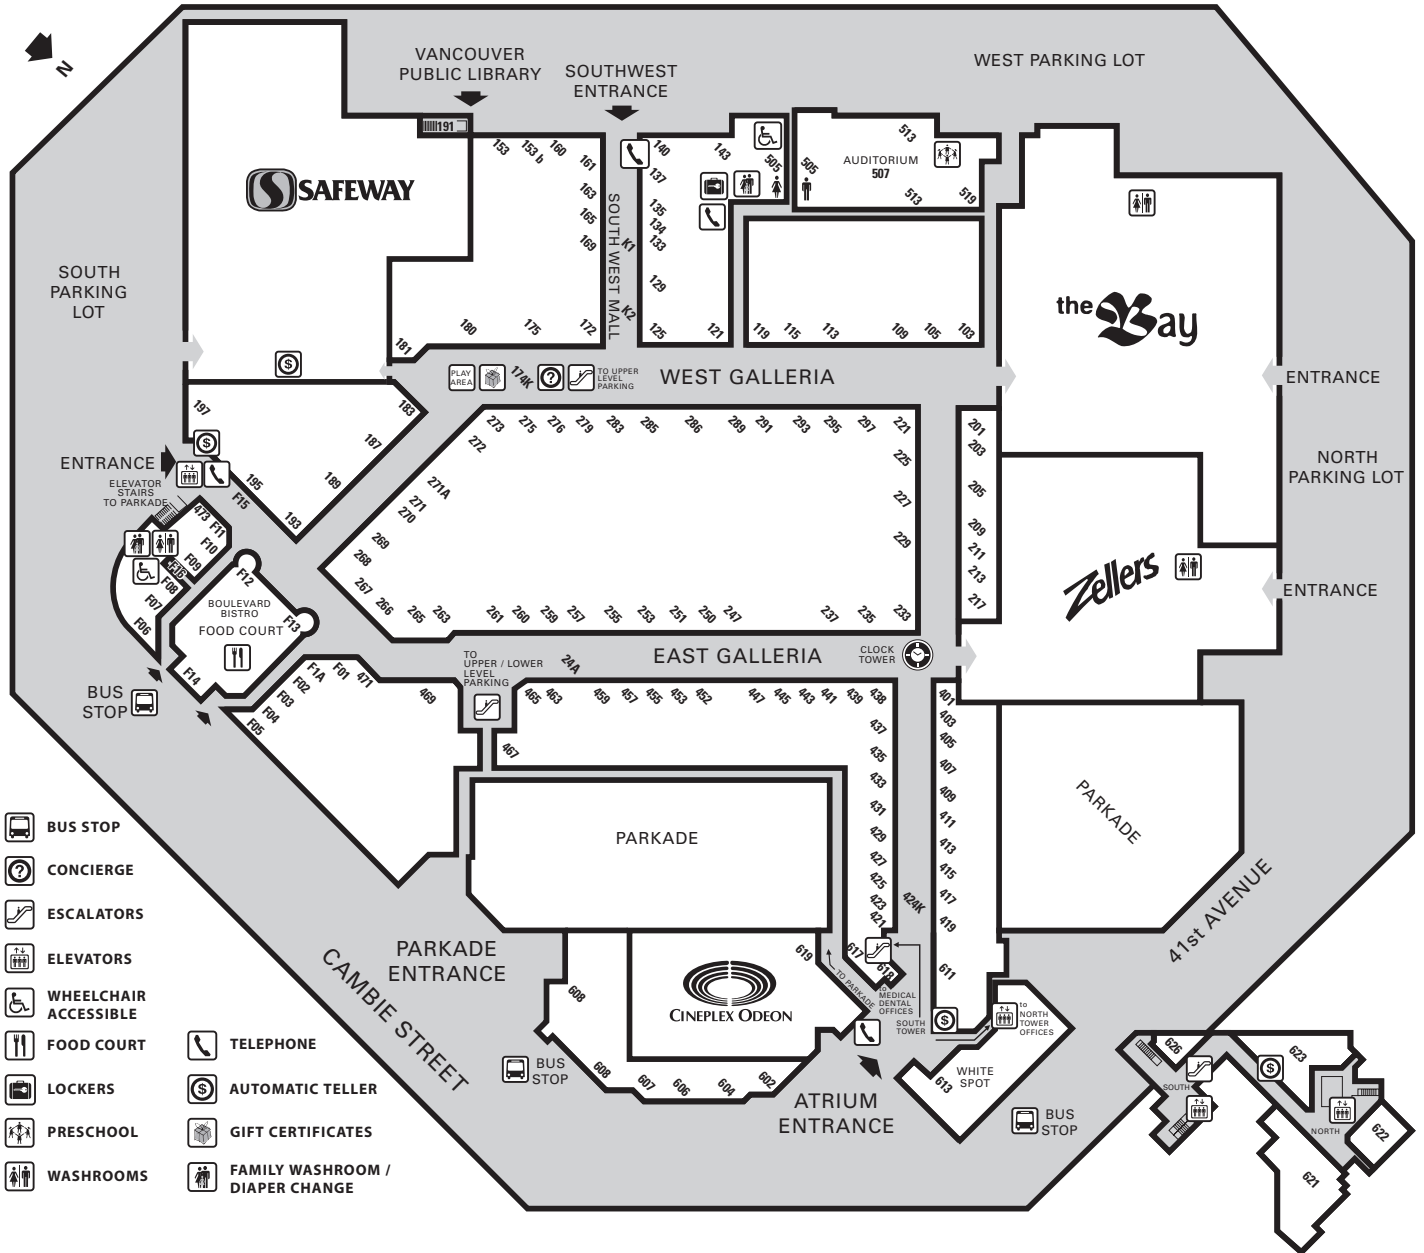 N
VANCOUVER
PUBLIC LIBRARY
SOUTHWEST
ENTRANCE
WEST PARKING LOT
191
153
153 b
160
161
163
165
169
172
175
180
181
SAFEWAY
SOUTH
PARKING
LOT
SOUTH WEST MALL
K1
K2
140
137
135
134
133
129
125
121
143
505
505
AUDITORIUM
507
513
513
519
119
115
113
109
105
103
the Bay
ENTRANCE
NORTH
PARKING LOT
ENTRANCE
Zellers
PLAY
AREA
174K
TO UPPER
LEVEL
PARKING
WEST GALLERIA
197
183
187
189
195
193
ENTRANCE
ELEVATOR
STAIRS
TO PARKADE
F15
473
F11
F10
F09
F16
F08
F07
F06
F12
BOULEVARD
BISTRO
FOOD COURT
F13
F14
BUS
STOP
273
275
276
279
283
285
286
289
291
293
295
297
221
272
271A
271
270
269
268
267
266
265
263
261
260
259
257
255
253
251
250
247
237
235
233
225
227
229
201
203
205
209
211
213
217
EAST GALLERIA
CLOCK
TOWER
TO
UPPER / LOWER
LEVEL
PARKING
24A
F1A
F01
471
F02
F03
F04
F05
469
465
463
459
457
455
453
452
447
445
443
441
439
438
467
437
435
433
431
429
427
425
423
421
424K
401
403
405
407
409
411
413
415
417
419
611
PARKADE
PARKADE
PARKADE
ENTRANCE
CAMBIE STREET
41st AVENUE
CINEPLEX ODEON
619
617
618
TO PARKADE
to
MEDICAL
DENTAL
OFFICES
SOUTH
TOWER
to
NORTH
TOWER
OFFICES
608
608
607
606
604
602
BUS
STOP
ATRIUM
ENTRANCE
WHITE
SPOT
613
BUS
STOP
626
623
SOUTH
NORTH
622
621
BUS STOP
CONCIERGE
ESCALATORS
ELEVATORS
WHEELCHAIR
ACCESSIBLE
FOOD COURT
LOCKERS
PRESCHOOL
WASHROOMS
TELEPHONE
AUTOMATIC TELLER
GIFT CERTIFICATES
FAMILY WASHROOM /
DIAPER CHANGE